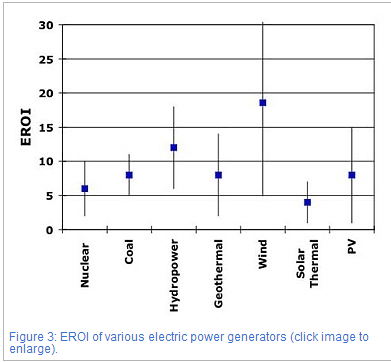 30
25
20
15
10
5
0
EROI
Nuclear
Coal
Hydropower
Geothermal
Wind
Solar
Thermal
PV
Figure 3: EROI of various electric power generators (click image to
enlarge).